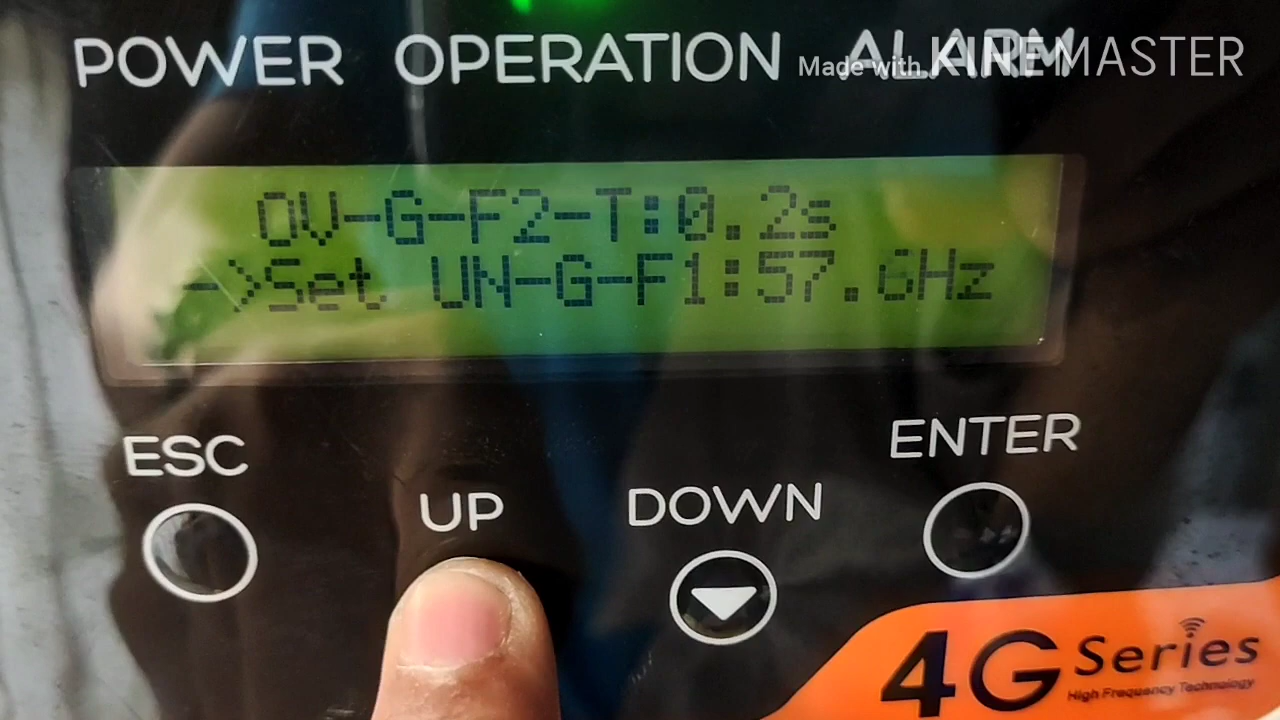 POWER OPERATION ALARM
Made with KINEMASTER
OV-G-F2-T:0.2s
->Set UN-G-F1:57.6Hz
ESC
UP
DOWN
ENTER
4G Series
High Frequency Technology